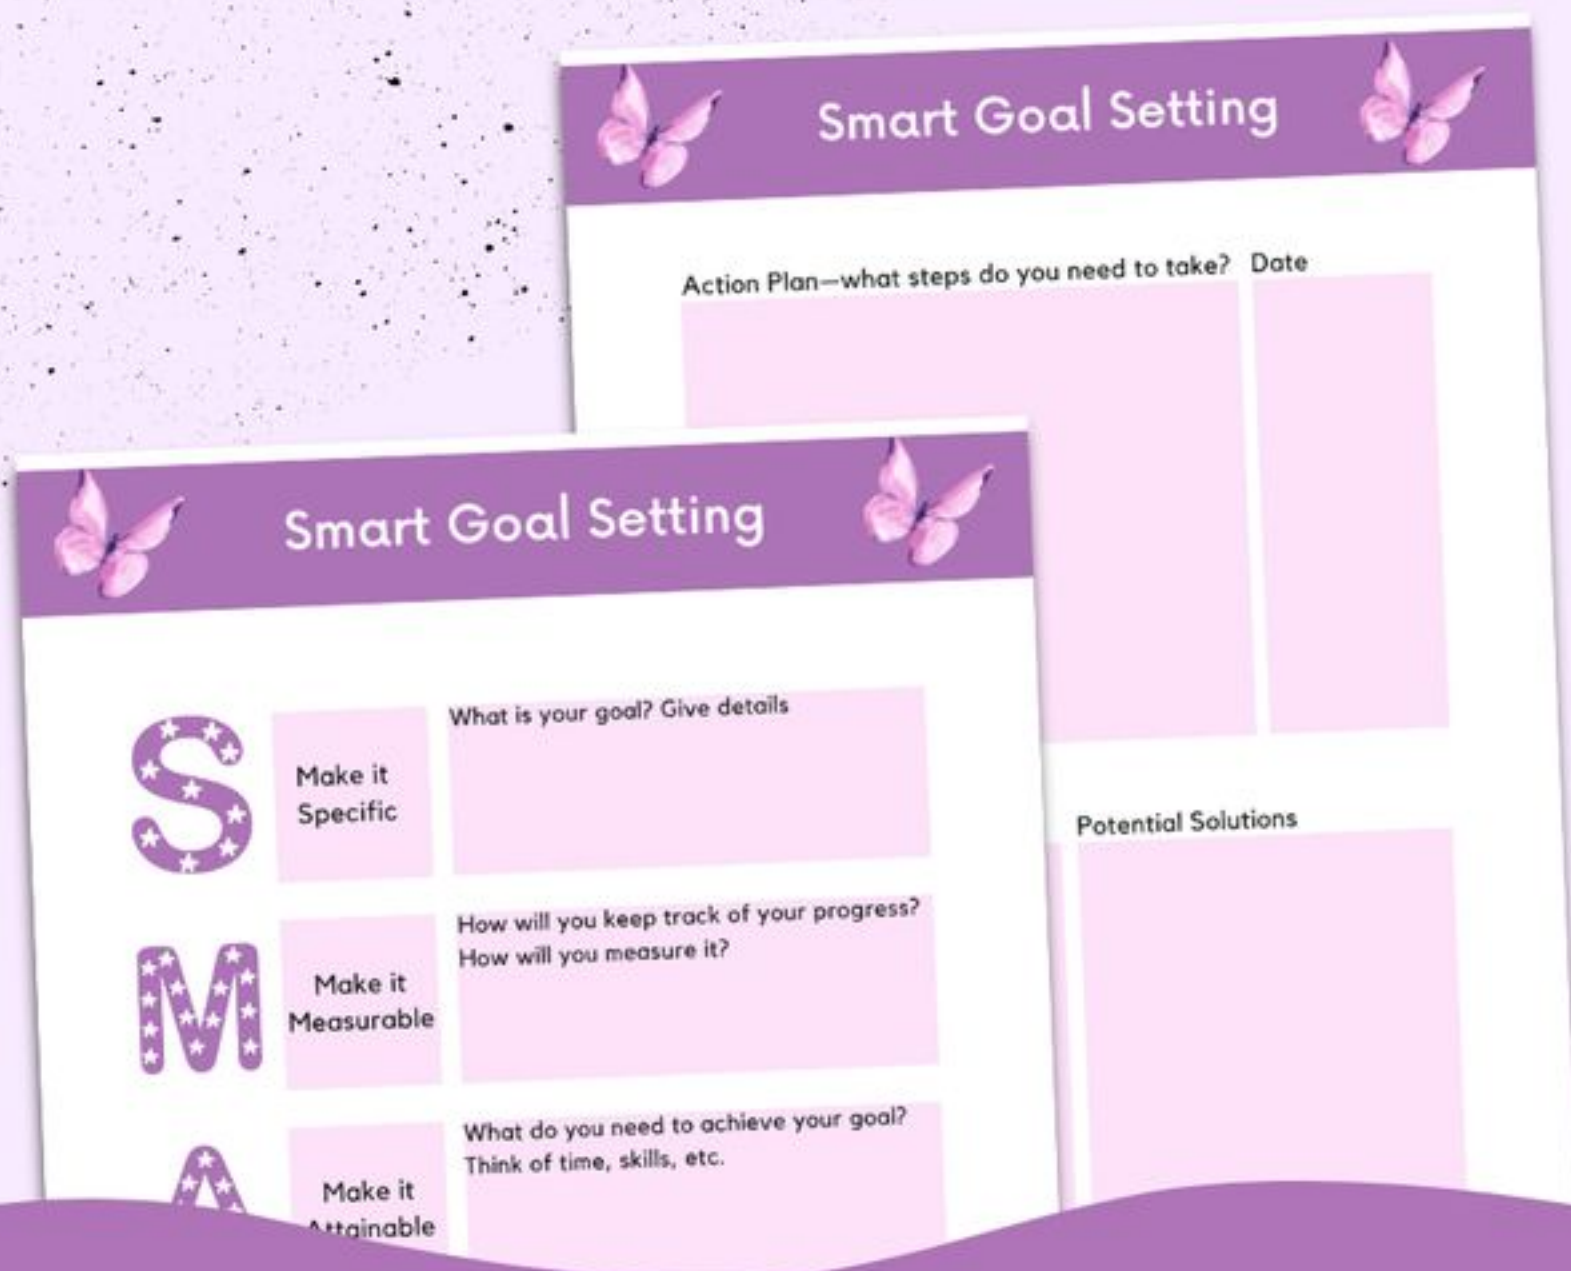 Smart Goal Setting
Action Plan—what steps do you need to take? Date
Potential Solutions
Smart Goal Setting
S
Make it
Specific
What is your goal? Give details
M
Make it
Measurable
How will you keep track of your progress?
How will you measure it?
A
Make it
Attainable
What do you need to achieve your goal?
Think of time, skills, etc.